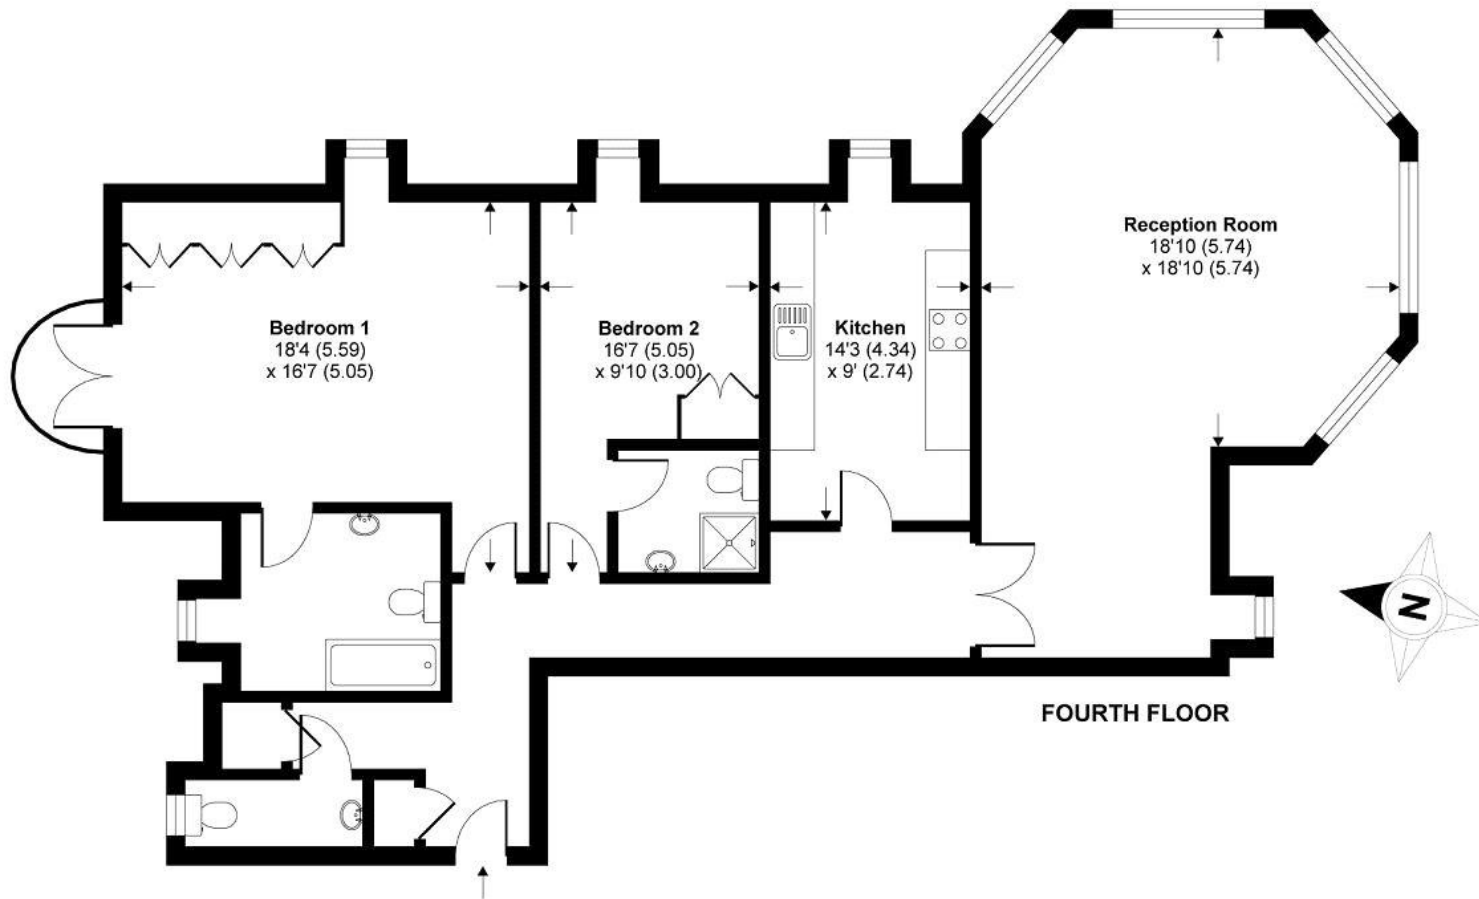 Reception Room
18'10 (5.74)
x 18'10 (5.74)
Bedroom 1
18'4 (5.59)
x 16'7 (5.05)
Bedroom 2
16'7 (5.05)
x 9'10 (3.00)
Kitchen
14'3 (4.34)
x 9' (2.74)
N
FOURTH FLOOR